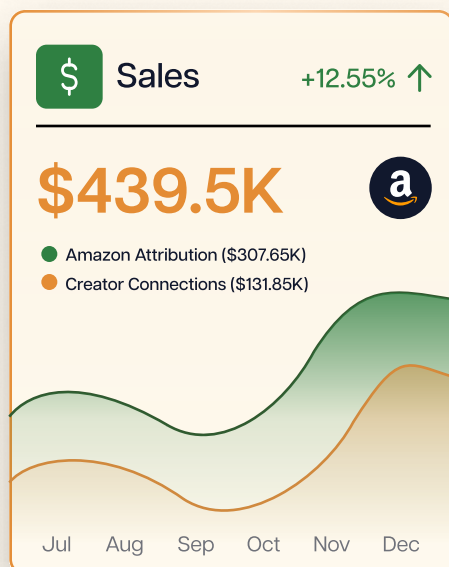 $ Sales +12.55% ↑
$439.5K a
Amazon Attribution ($307.65K)
Creator Connections ($131.85K)
Jul Aug Sep Oct Nov Dec